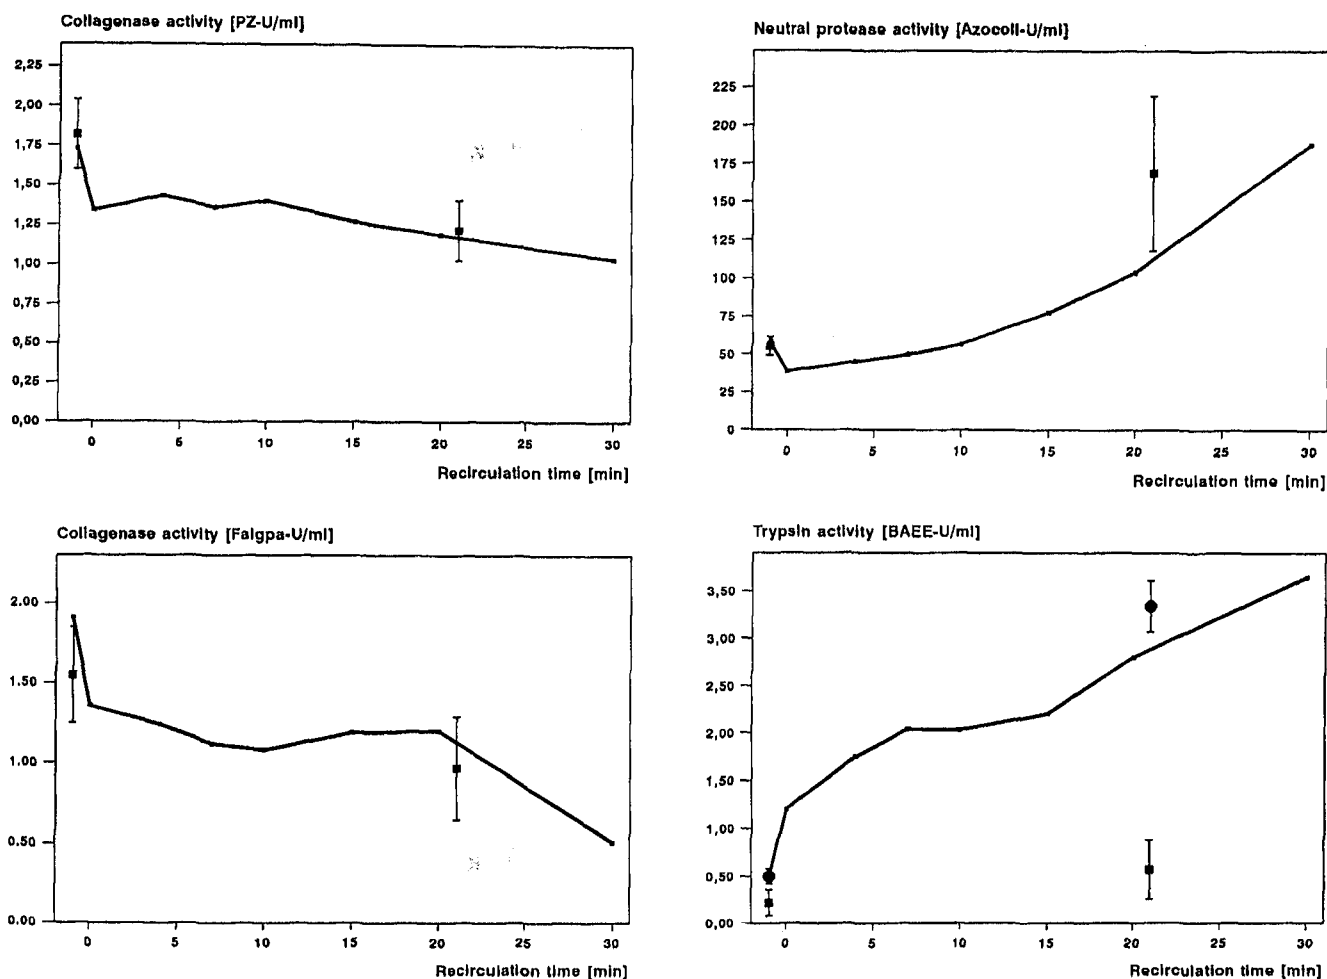 Collagenase activity [PZ-U/ml]
2,25
2,00
1,75
1,50
1,25
1,00
0,75
0,50
0,25
0,00
0 5 10 15 20 25 30
Recirculation time [min]
Neutral protease activity [Azocoll-U/ml]
225
200
175
150
125
100
75
50
25
0
0 5 10 15 20 25 30
Recirculation time [min]
Collagenase activity [Falgpa-U/ml]
2.00
1.50
1.00
0.50
0.00
0 5 10 15 20 25 30
Recirculation time [min]
Trypsin activity [BAEE-U/ml]
3,50
3,00
2,50
2,00
1,50
1,00
0,50
0,00
0 5 10 15 20 25 30
Recirculation time [min]